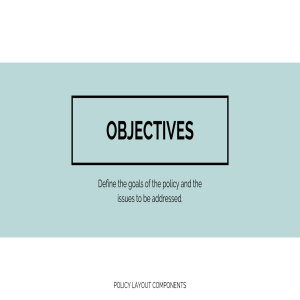 OBJECTIVES
Define the goals of the policy and the
issues to be addressed.
POLICY LAYOUT COMPONENTS